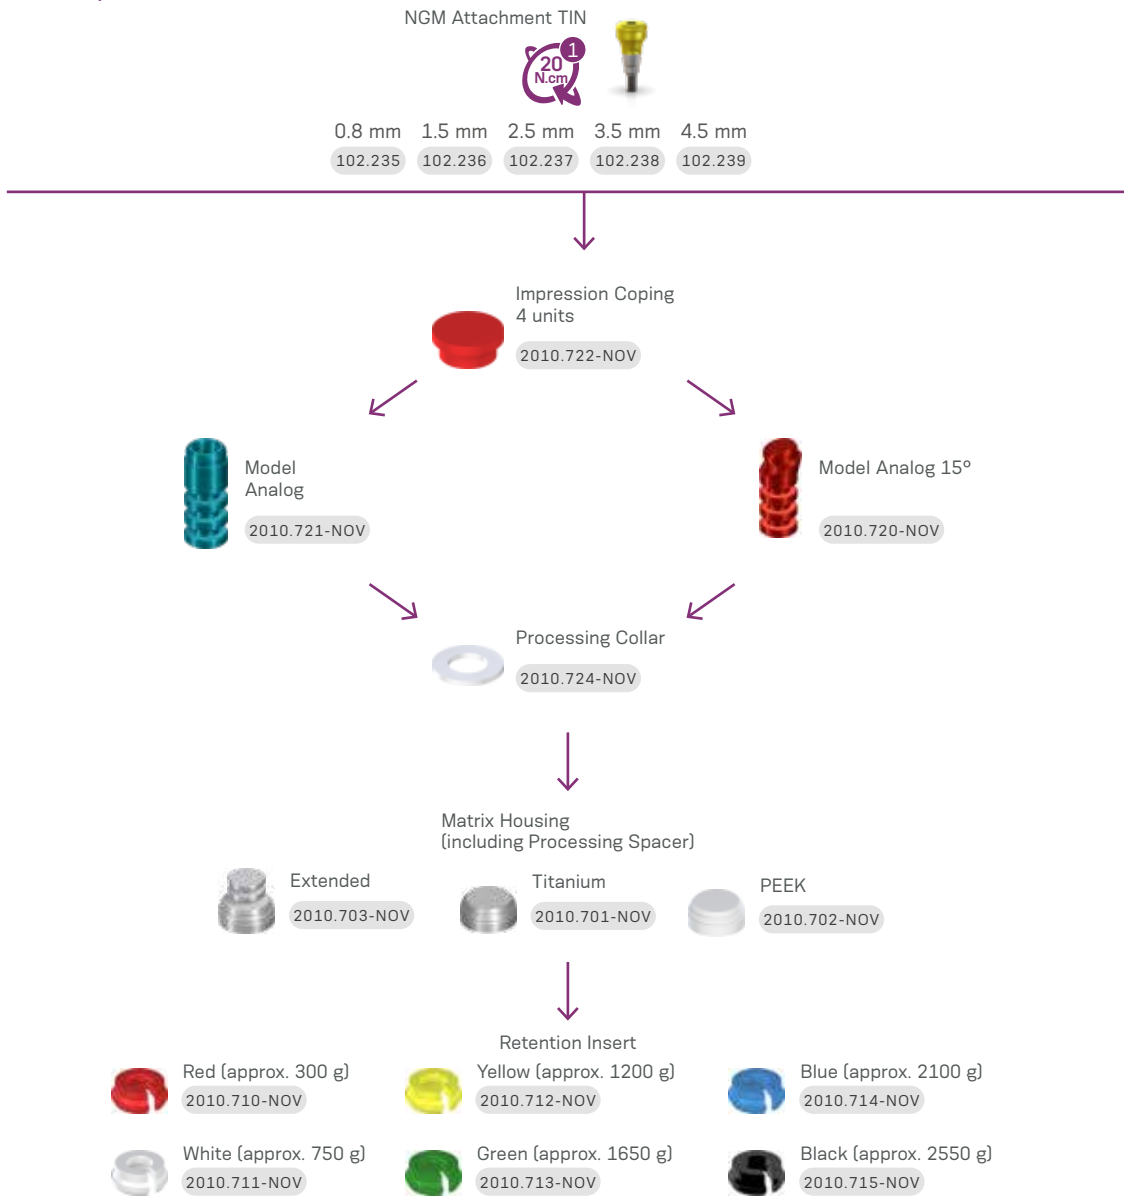 NGM Attachment TIN
1
20
N.cm
0.8 mm 1.5 mm 2.5 mm 3.5 mm 4.5 mm
102.235 102.236 102.237 102.238 102.239
Impression Coping
4 units
2010.722-NOV
Model
Analog
2010.721-NOV
Model Analog 15°
2010.720-NOV
Processing Collar
2010.724-NOV
Matrix Housing
(including Processing Spacer)
Extended
2010.703-NOV
Titanium
2010.701-NOV
PEEK
2010.702-NOV
Retention Insert
Red (approx. 300 g)
2010.710-NOV
Yellow (approx. 1200 g)
2010.712-NOV
Blue (approx. 2100 g)
2010.714-NOV
White (approx. 750 g)
2010.711-NOV
Green (approx. 1650 g)
2010.713-NOV
Black (approx. 2550 g)
2010.715-NOV